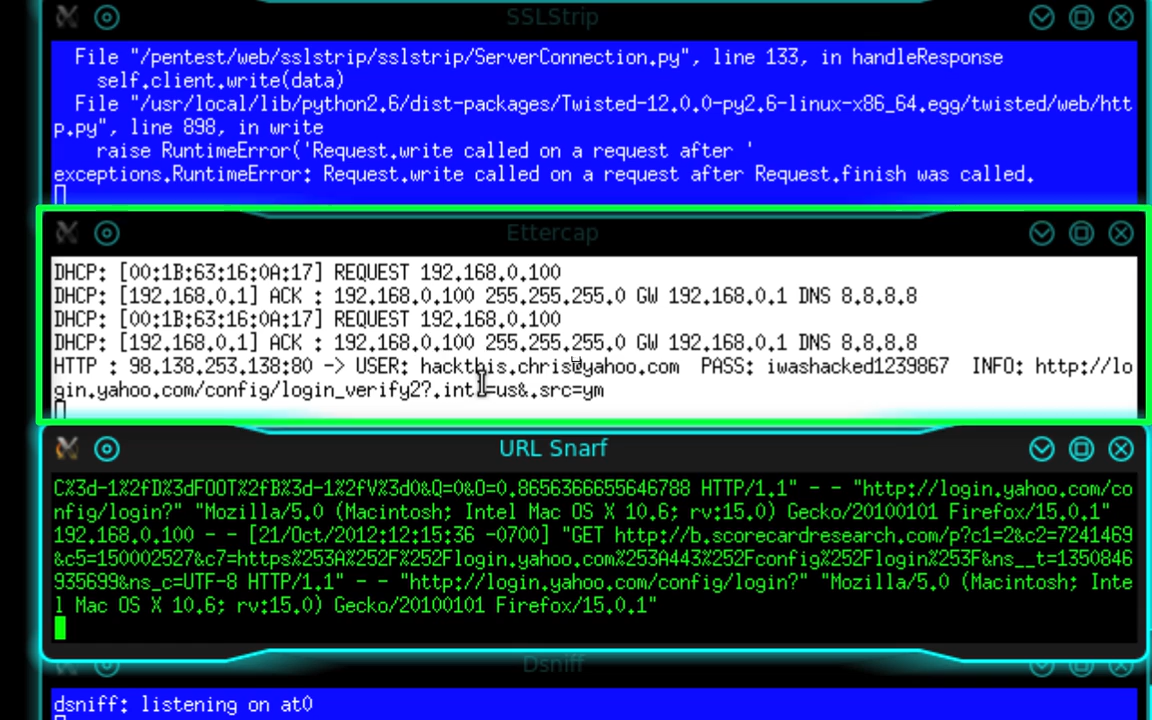 SSLStrip
File "/pentest/web/sslstrip/sslstrip/ServerConnection.py", line 133, in handleResponse
self.client.write(data)
File "/usr/local/lib/python2.6/dist-packages/Twisted-12.0.0-py2.6-linux-x86_64.egg/twisted/web/htt
p.py", line 898, in write
raise RuntimeError('Request.write called on a request after '
exceptions.RuntimeError: Request.write called on a request after Request.finish was called.
Ettercap
DHCP: [00:1B:63:16:0A:17] REQUEST 192.168.0.100
DHCP: [192.168.0.1] ACK : 192.168.0.100 255.255.255.0 GW 192.168.0.1 DNS 8.8.8.8
DHCP: [00:1B:63:16:0A:17] REQUEST 192.168.0.100
DHCP: [192.168.0.1] ACK : 192.168.0.100 255.255.255.0 GW 192.168.0.1 DNS 8.8.8.8
HTTP : 98.138.253.138:80 -> USER: hackthis.chris@yahoo.com  PASS: iwashacked1239867  INFO: http://lo
gin.yahoo.com/config/login_verify2?.intl=us&.src=ym
URL Snarf
C%3d-1%2fD%3dFOOT%2fB%3d-1%2fV%3d0&Q=0&O=0.8656366655646788 HTTP/1.1" - - "http://login.yahoo.com/co
nfig/login?" "Mozilla/5.0 (Macintosh; Intel Mac OS X 10.6; rv:15.0) Gecko/20100101 Firefox/15.0.1"
192.168.0.100 - - [21/Oct/2012:12:15:36 -0700] "GET http://b.scorecardresearch.com/p?c1=2&c2=7241469
&c5=150002527&c7=https%253A%252F%252Flogin.yahoo.com%253A443%252Fconfig%252Flogin%253F&ns__t=1350846
935699&ns_c=UTF-8 HTTP/1.1" - - "http://login.yahoo.com/config/login?" "Mozilla/5.0 (Macintosh; Inte
l Mac OS X 10.6; rv:15.0) Gecko/20100101 Firefox/15.0.1"
Dsniff
dsniff: listening on at0